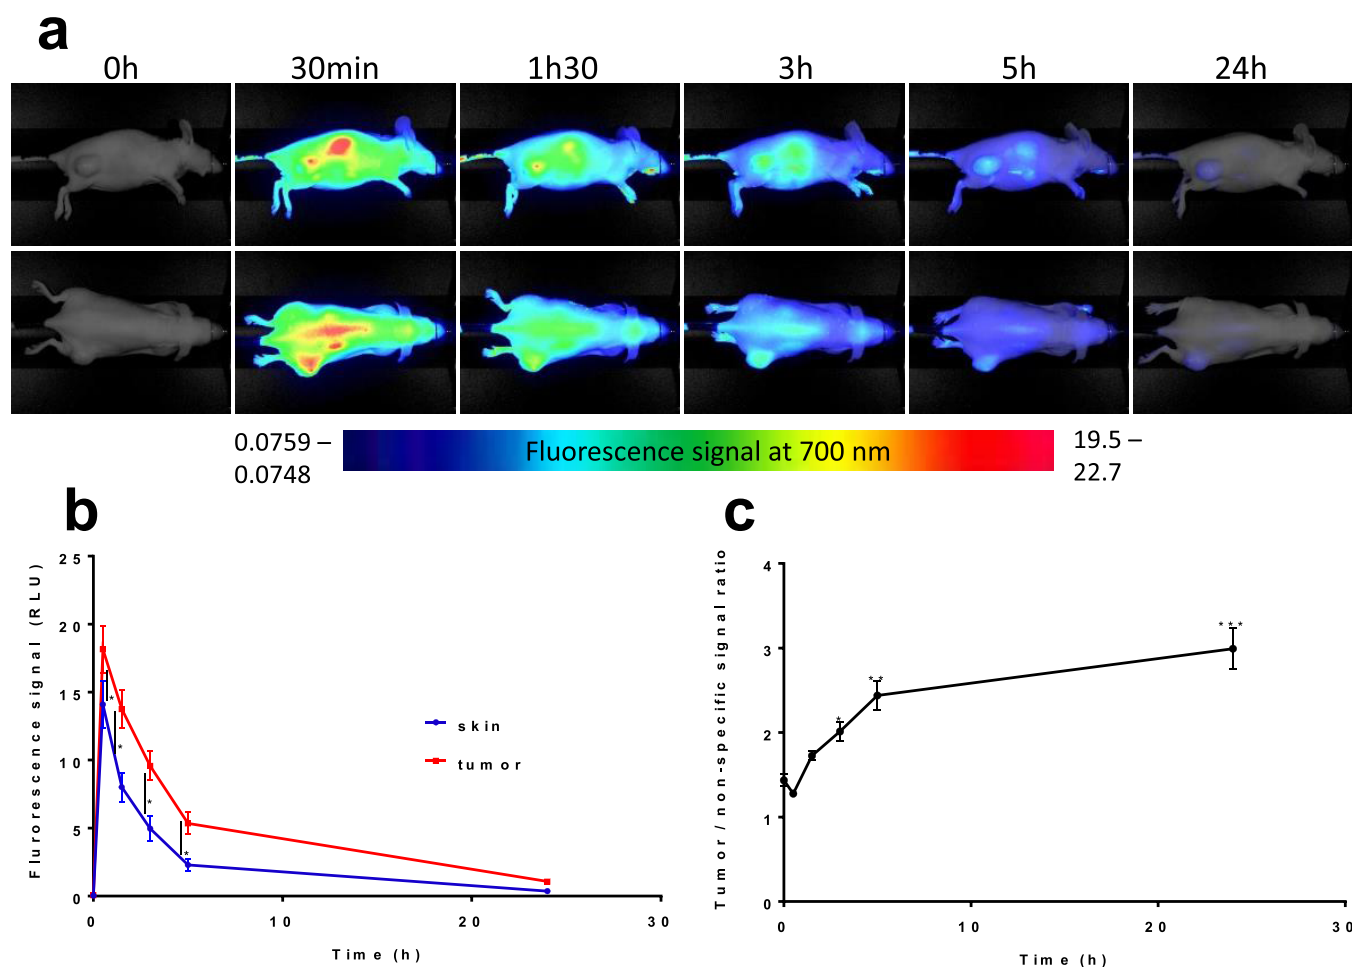 a
0h 30min 1h30 3h 5h 24h
0.0759 – Fluorescence signal at 700 nm 19.5 –
0.0748 22.7
b
Flurorescence signal (RLU)
25
20
15
10
5
0
*
*
*
*
skin
tumor
0 10 20 30
Time (h)
c
Tumor / non-specific signal ratio
4
3
2
1
0
*
**
***
0 10 20 30
Time (h)